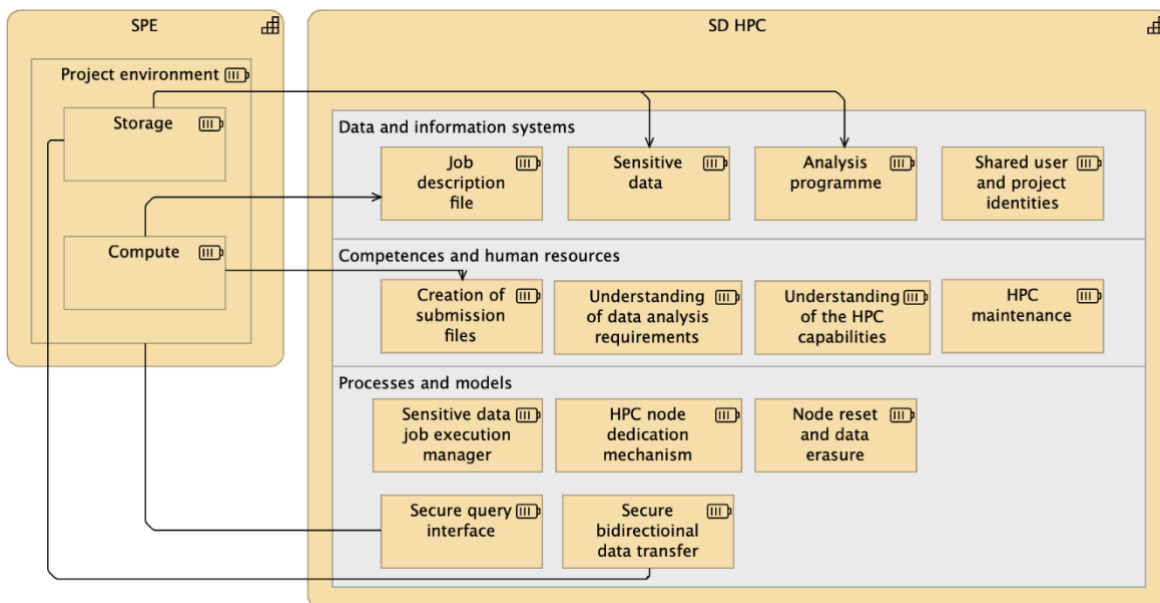 SPE
SD HPC
Project environment
Storage
Compute
Data and information systems
Job
description
file
Sensitive
data
Analysis
programme
Shared user
and project
identities
Competences and human resources
Creation of
submission
files
Understanding
of data analysis
requirements
Understanding
of the HPC
capabilities
HPC
maintenance
Processes and models
Sensitive data
job execution
manager
HPC node
dedication
mechanism
Node reset
and data
erasure
Secure query
interface
Secure
bidirectioinal
data transfer